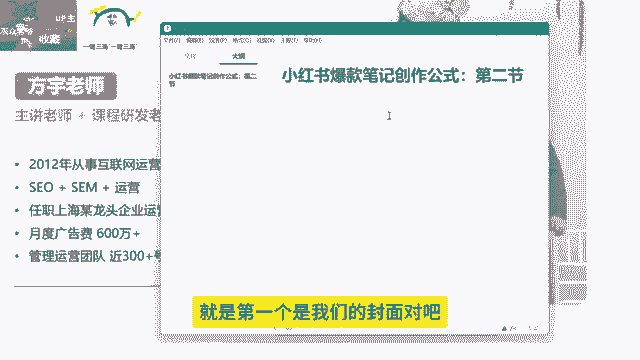 UP主
收藏
一键三连 一键三连
大纲
小红书爆款笔记创作公式：第二节
小红书爆款笔记创作公式：第二节
方宇老师
主讲老师 + 课程研发老
• 2012年从事互联网运营
• SEO + SEM + 运营
• 任职上海某龙头企业运营
• 月度广告费 600万+
• 管理运营团队 近300+
就是第一个是我们的封面对吧